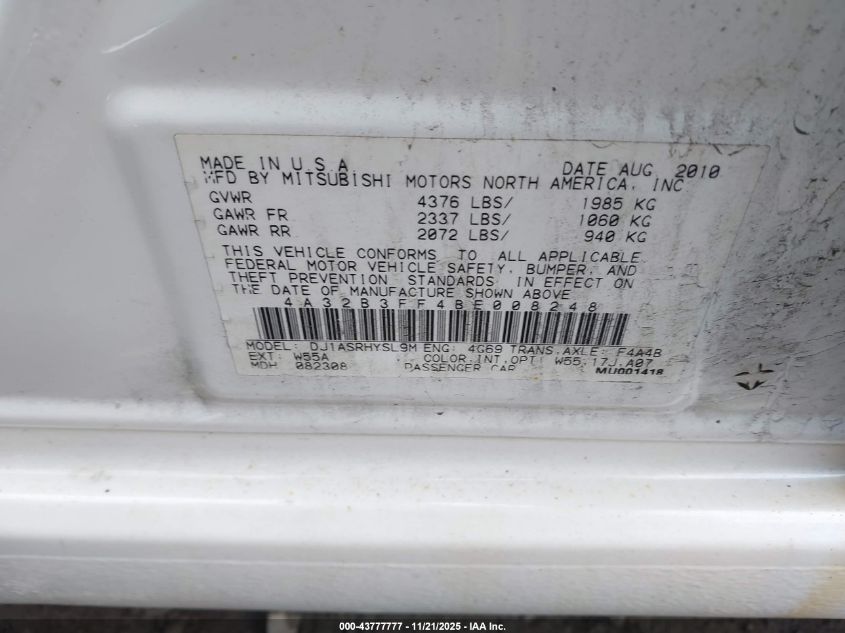 MADE IN U S A DATE AUG 2010
MFD BY MITSUBISHI MOTORS NORTH AMERICA, INC
GVWR 4376 LBS/ 1985 KG
GAWR FR 2337 LBS/ 1060 KG
GAWR RR 2072 LBS/ 940 KG
THIS VEHICLE CONFORMS TO ALL APPLICABLE
FEDERAL MOTOR VEHICLE SAFETY, BUMPER, AND
THEFT PREVENTION STANDARDS IN EFFECT ON
THE DATE OF MANUFACTURE SHOWN ABOVE
4A32B3FF4BE008248
MODEL: DJ1ASRHYSL9M ENG: 4G69 TRANS.AXLE: F4A4B
EXT: W55A COLOR.INT.OPT: W55 17J A07
MDH 082308 PASSENGER CAR MU001418
000-43777777 - 11/21/2025 - IAA Inc.